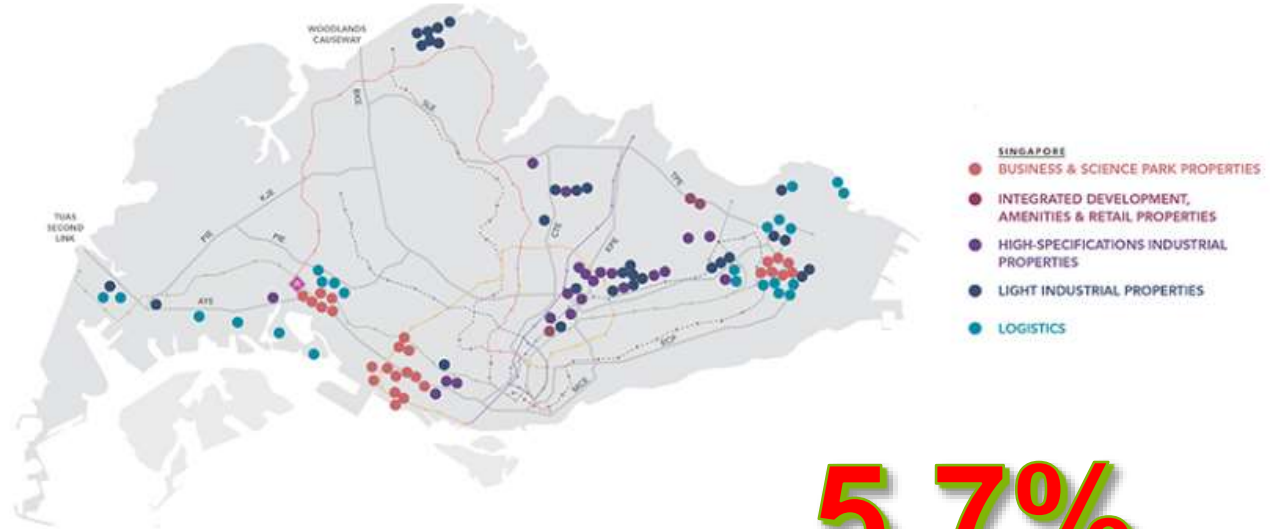 WOODLANDS
CAUSEWAY
BKE
SLE
TPE
SINGAPORE
BUSINESS & SCIENCE PARK PROPERTIES
INTEGRATED DEVELOPMENT,
AMENITIES & RETAIL PROPERTIES
HIGH-SPECIFICATIONS INDUSTRIAL
PROPERTIES
LIGHT INDUSTRIAL PROPERTIES
LOGISTICS
TUAS
SECOND
LINK
KJE
PIE
PIE
CTE
KPE
AYE
ECP
MCE
5.7%